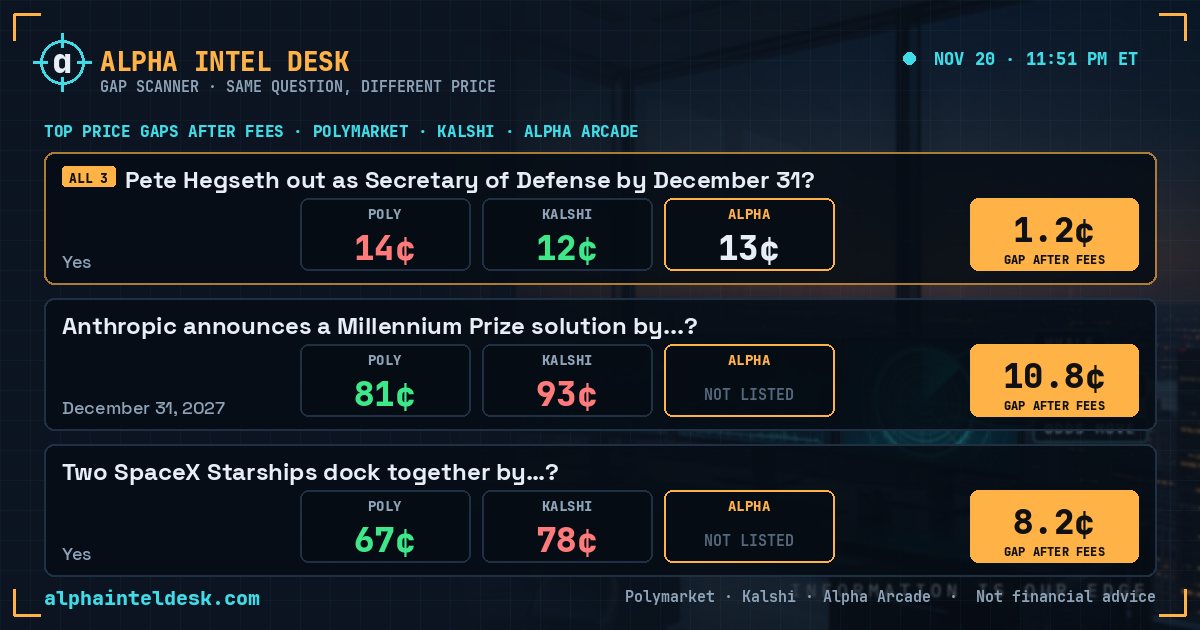 α
ALPHA INTEL DESK
GAP SCANNER · SAME QUESTION, DIFFERENT PRICE
NOV 20 · 11:51 PM ET
TOP PRICE GAPS AFTER FEES · POLYMARKET · KALSHI · ALPHA ARCADE
ALL 3 Pete Hegseth out as Secretary of Defense by December 31?
POLY KALSHI ALPHA
14¢ 12¢ 13¢ 1.2¢
Yes GAP AFTER FEES
Anthropic announces a Millennium Prize solution by...?
POLY KALSHI ALPHA
81¢ 93¢ NOT LISTED 10.8¢
December 31, 2027 GAP AFTER FEES
Two SpaceX Starships dock together by...?
POLY KALSHI ALPHA
67¢ 78¢ NOT LISTED 8.2¢
Yes GAP AFTER FEES
INFORMATION IS OUR EDGE
alphainteldesk.com
Polymarket · Kalshi · Alpha Arcade · Not financial advice